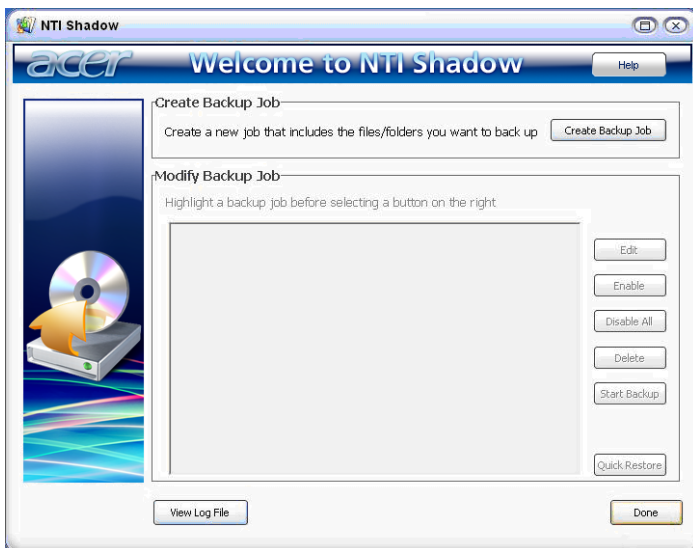 NTI Shadow
acer Welcome to NTI Shadow Help
Create Backup Job
Create a new job that includes the files/folders you want to back up Create Backup Job
Modify Backup Job
Highlight a backup job before selecting a button on the right
Edit
Enable
Disable All
Delete
Start Backup
Quick Restore
View Log File Done